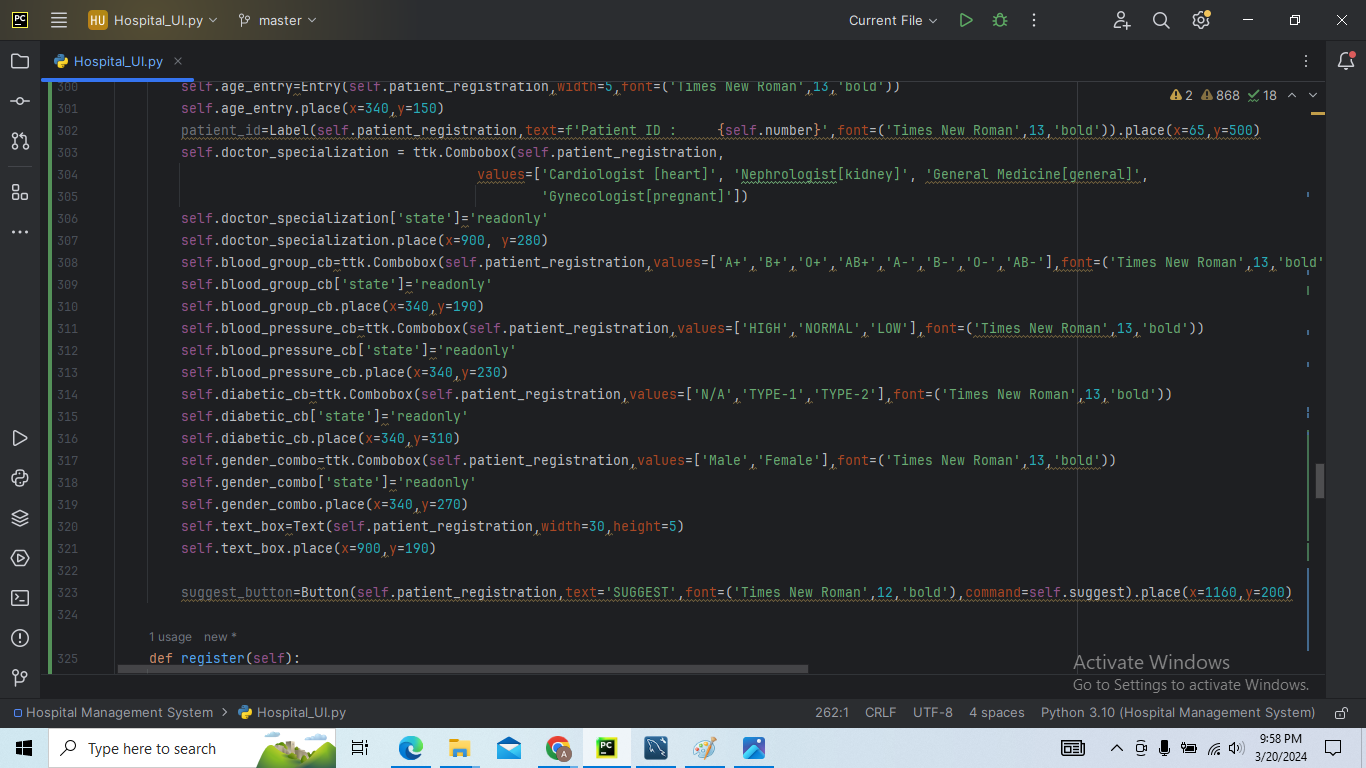 PC HU Hospital_UI.py master Current File
Hospital_UI.py
2 868 18
300 self.age_entry=Entry(self.patient_registration,width=5,font=('Times New Roman',13,'bold'))
301 self.age_entry.place(x=340,y=150)
302 patient_id=Label(self.patient_registration,text=f'Patient ID :     {self.number}',font=('Times New Roman',13,'bold')).place(x=65,y=500)
303 self.doctor_specialization = ttk.Combobox(self.patient_registration,
304 values=['Cardiologist [heart]', 'Nephrologist[kidney]', 'General Medicine[general]',
305 'Gynecologist[pregnant]'])
306 self.doctor_specialization['state']='readonly'
307 self.doctor_specialization.place(x=900, y=280)
308 self.blood_group_cb=ttk.Combobox(self.patient_registration,values=['A+','B+','O+','AB+','A-','B-','O-','AB-'],font=('Times New Roman',13,'bold'
309 self.blood_group_cb['state']='readonly'
310 self.blood_group_cb.place(x=340,y=190)
311 self.blood_pressure_cb=ttk.Combobox(self.patient_registration,values=['HIGH','NORMAL','LOW'],font=('Times New Roman',13,'bold'))
312 self.blood_pressure_cb['state']='readonly'
313 self.blood_pressure_cb.place(x=340,y=230)
314 self.diabetic_cb=ttk.Combobox(self.patient_registration,values=['N/A','TYPE-1','TYPE-2'],font=('Times New Roman',13,'bold'))
315 self.diabetic_cb['state']='readonly'
316 self.diabetic_cb.place(x=340,y=310)
317 self.gender_combo=ttk.Combobox(self.patient_registration,values=['Male','Female'],font=('Times New Roman',13,'bold'))
318 self.gender_combo['state']='readonly'
319 self.gender_combo.place(x=340,y=270)
320 self.text_box=Text(self.patient_registration,width=30,height=5)
321 self.text_box.place(x=900,y=190)
322
323 suggest_button=Button(self.patient_registration,text='SUGGEST',font=('Times New Roman',12,'bold'),command=self.suggest).place(x=1160,y=200)
324
1 usage new *
325 def register(self):
Activate Windows
Go to Settings to activate Windows.
Hospital Management System Hospital_UI.py 262:1 CRLF UTF-8 4 spaces Python 3.10 (Hospital Management System)
Type here to search
9:58 PM
3/20/2024